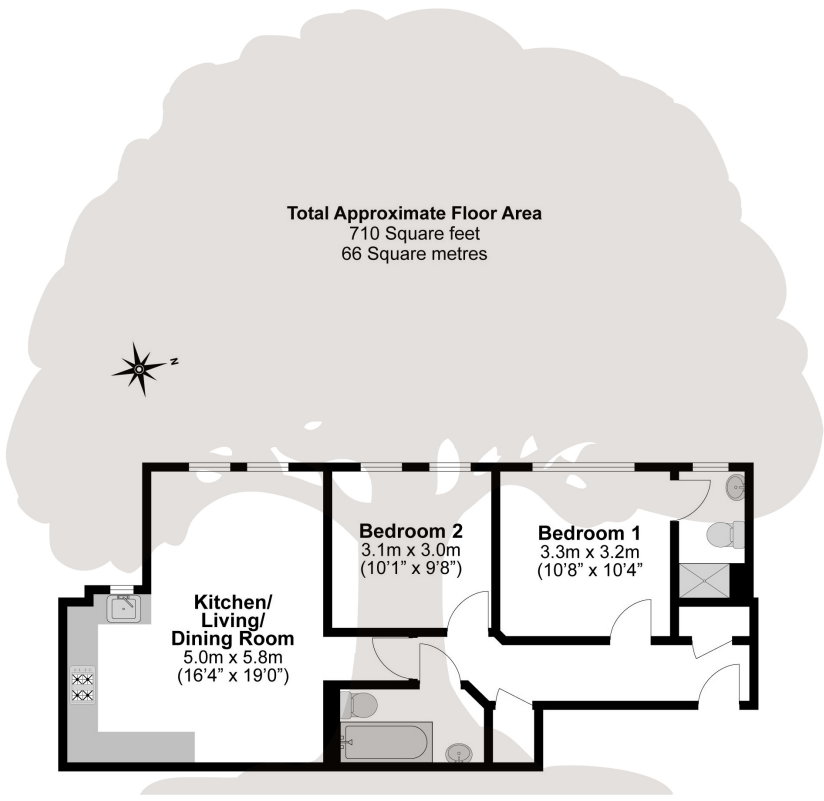 Total Approximate Floor Area
710 Square feet
66 Square metres
N
Bedroom 2
3.1m x 3.0m
(10'1" x 9'8")
Bedroom 1
3.3m x 3.2m
(10'8" x 10'4"
Kitchen/
Living/
Dining Room
5.0m x 5.8m
(16'4" x 19'0")